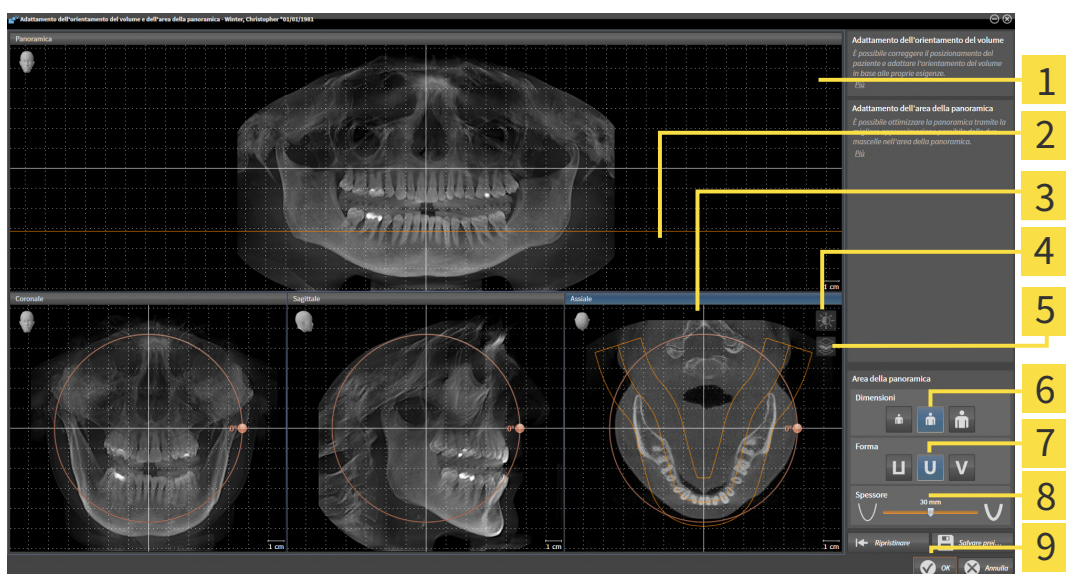 Adattamento dell'orientamento del volume e dell'area della panoramica - Winter, Christopher *01/01/1981
Panoramica
1 cm
Coronale
0°
1 cm
Sagittale
0°
1 cm
Assiale
0°
1 cm
Adattamento dell'orientamento del volume
È possibile correggere il posizionamento del
paziente e adattare l'orientamento del volume
in base alle proprie esigenze.
Più
Adattamento dell'area della panoramica
È possibile ottimizzare la panoramica tramite la
mascelle nell'area della panoramica.
Più
Area della panoramica
Dimensioni
Forma
U V
Spessore
30 mm
Ripristinare
Salvare prei...
OK
Annulla
1
2
3
4
5
6
7
8
9